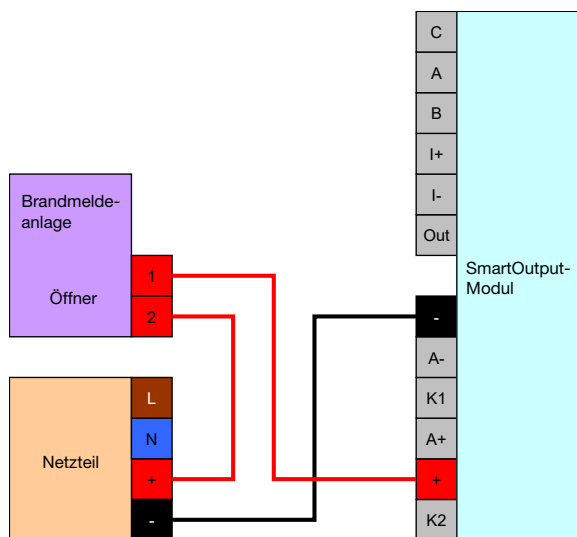 C
A
B
I+
I-
Out
SmartOutput-
Modul
-
A-
K1
A+
+
K2
Brandmelde-
anlage
Öffner
1
2
Netzteil
L
N
+
-